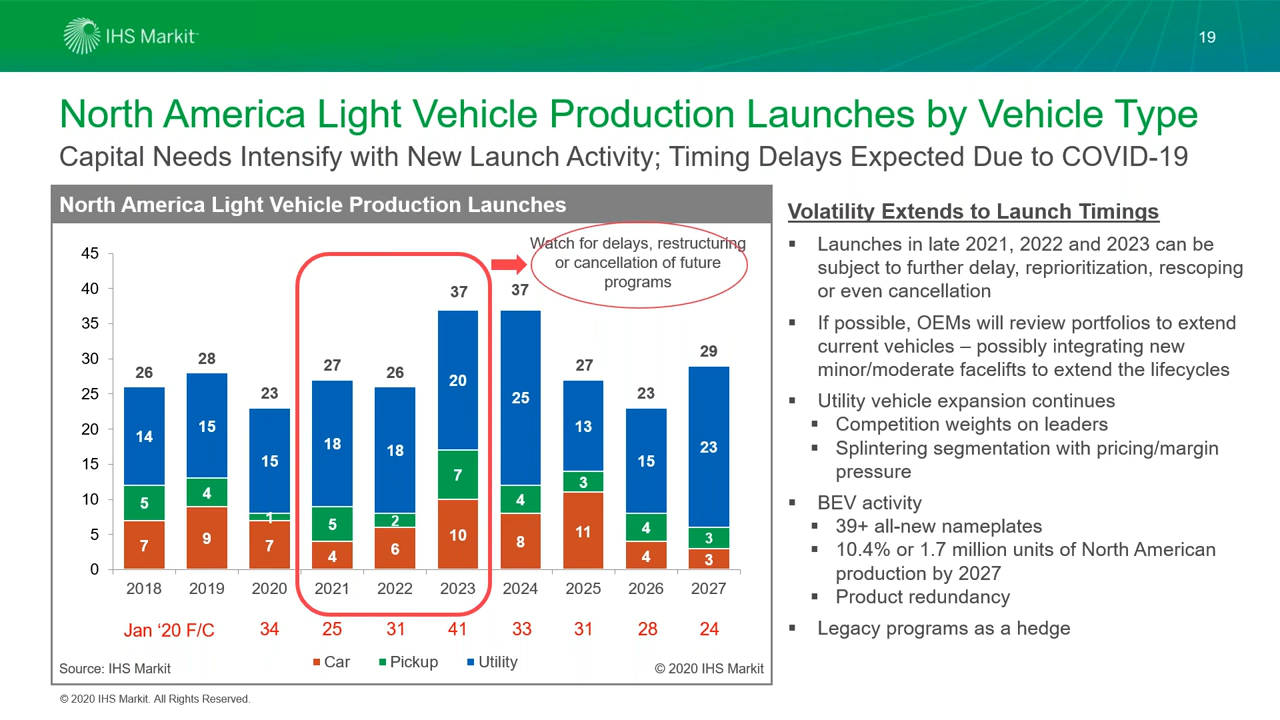 IHS Markit
19
North America Light Vehicle Production Launches by Vehicle Type
Capital Needs Intensify with New Launch Activity; Timing Delays Expected Due to COVID-19
North America Light Vehicle Production Launches
Watch for delays, restructuring
or cancellation of future
programs
45
40
35
30
25
20
15
10
5
0
26
28
23
27
26
37
37
27
23
29
14
15
15
18
18
20
25
13
15
23
5
4
1
5
2
7
4
3
4
3
7
9
7
4
6
10
8
11
4
3
2018 2019 2020 2021 2022 2023 2024 2025 2026 2027
Jan ‘20 F/C 34 25 31 41 33 31 28 24
Car Pickup Utility
Source: IHS Markit
© 2020 IHS Markit
Volatility Extends to Launch Timings
▪ Launches in late 2021, 2022 and 2023 can be
subject to further delay, reprioritization, rescoping
or even cancellation
▪ If possible, OEMs will review portfolios to extend
current vehicles – possibly integrating new
minor/moderate facelifts to extend the lifecycles
▪ Utility vehicle expansion continues
▪ Competition weights on leaders
▪ Splintering segmentation with pricing/margin
pressure
▪ BEV activity
▪ 39+ all-new nameplates
▪ 10.4% or 1.7 million units of North American
production by 2027
▪ Product redundancy
▪ Legacy programs as a hedge
© 2020 IHS Markit. All Rights Reserved.